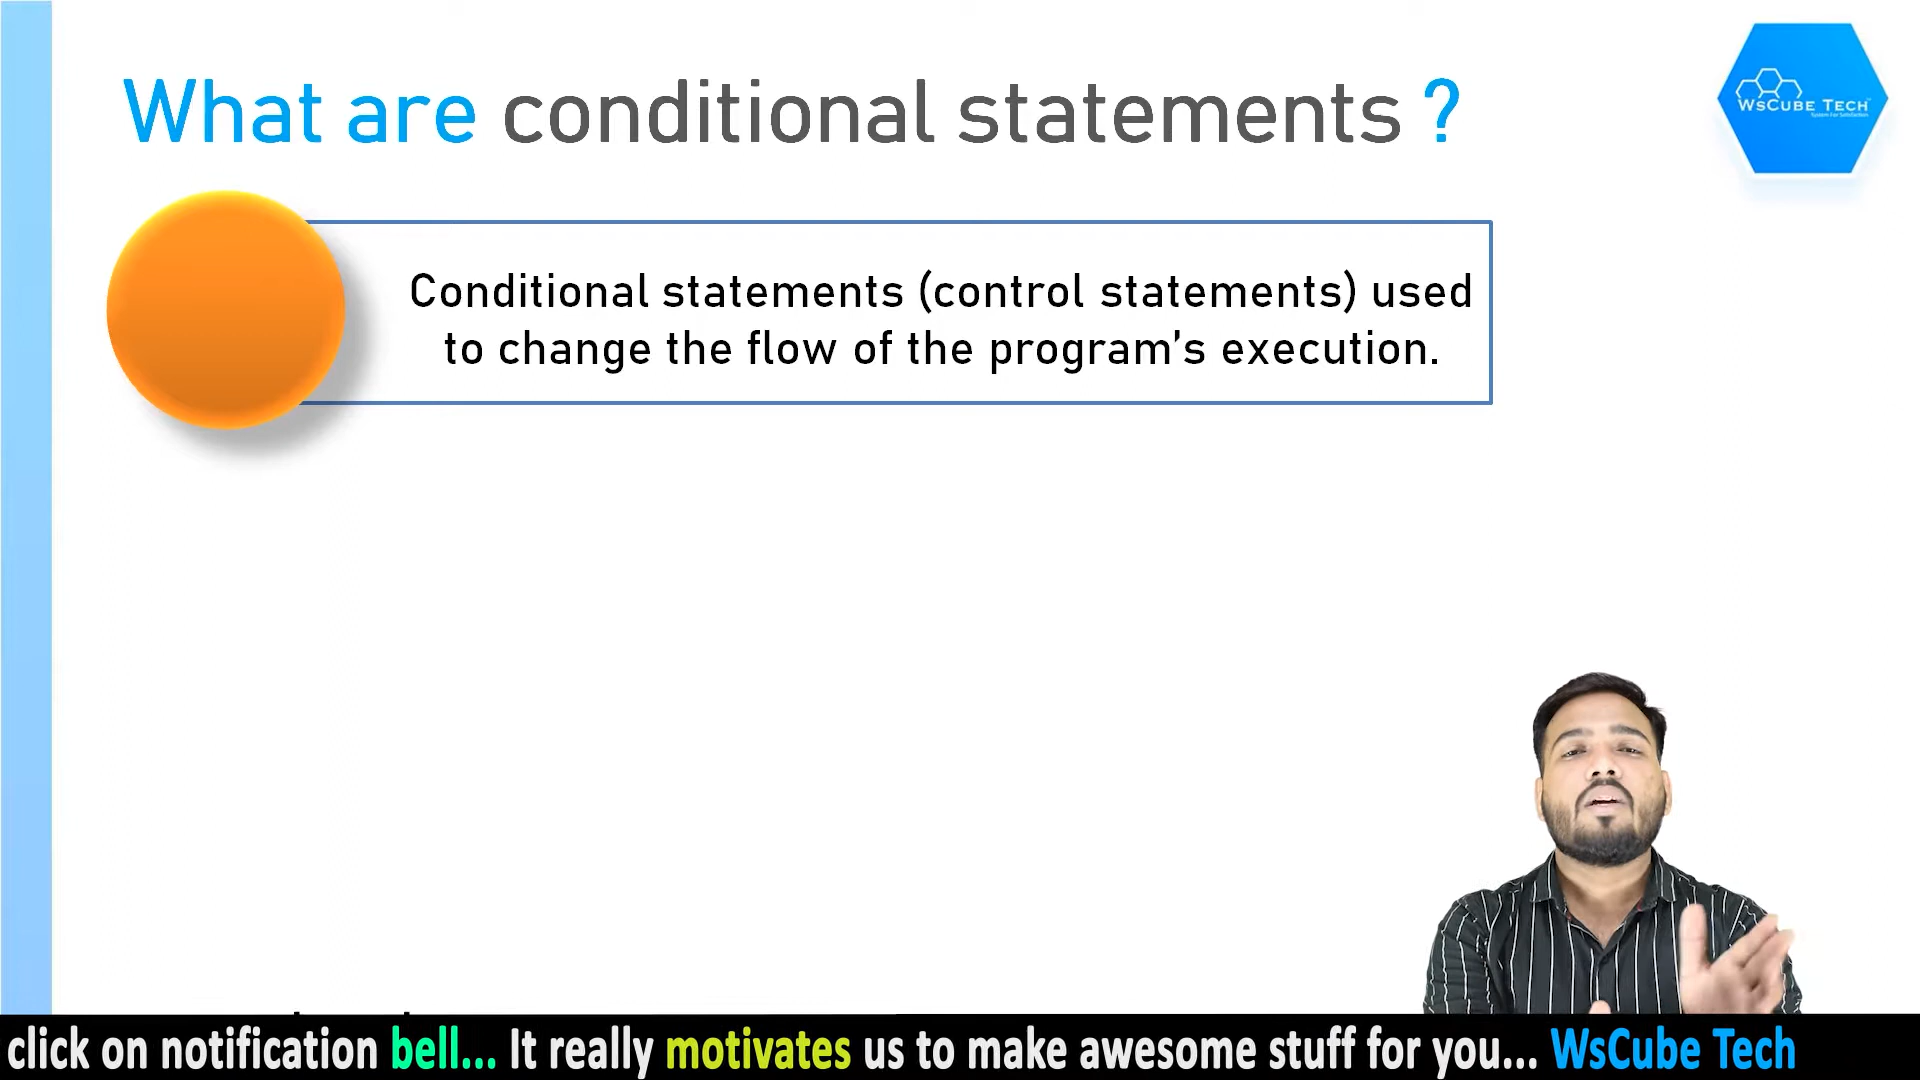 What are conditional statements ?
WSCUBE TECH
Conditional statements (control statements) used
to change the flow of the program's execution.
click on notification bell... It really motivates us to make awesome stuff for you... WsCube Tech